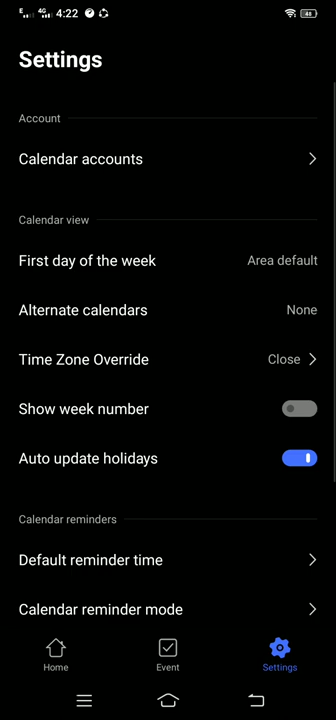 E 4G 4:22 48
Settings
Account
Calendar accounts
Calendar view
First day of the week Area default
Alternate calendars None
Time Zone Override Close
Show week number
Auto update holidays
Calendar reminders
Default reminder time
Calendar reminder mode
Home Event Settings